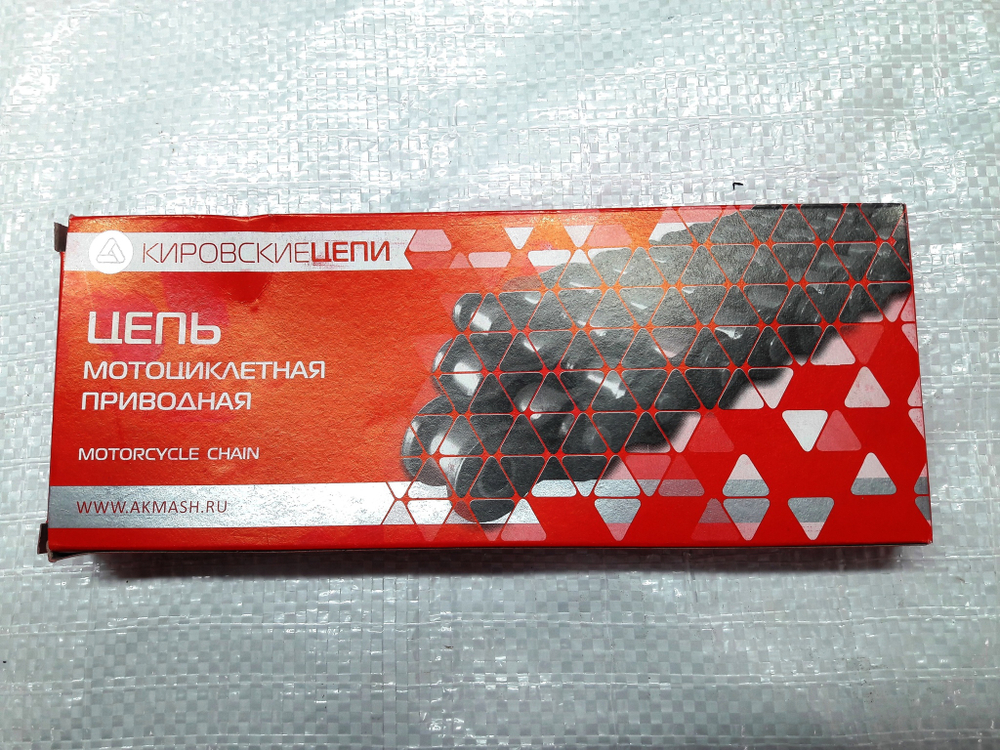 КИРОВСКИЕЦЕПИ
ЦЕПЬ
МОТОЦИКЛЕТНАЯ
ПРИВОДНАЯ
MOTORCYCLE CHAIN
WWW.AKMASH.RU